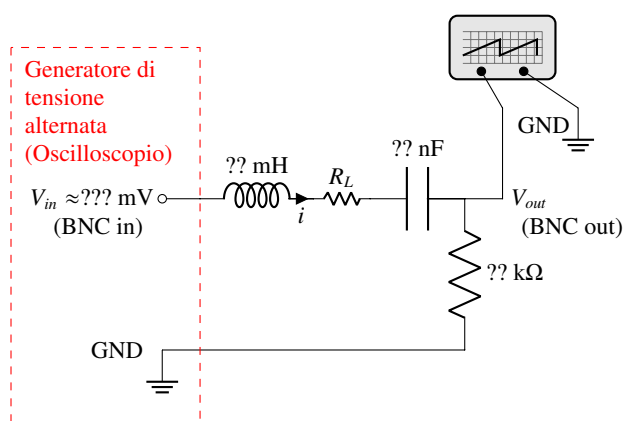 Generatore di
tensione
alternata
(Oscilloscopio)
GND
?? mH
R_L
?? nF
V_in ≈??? mV
(BNC in)
i
V_out
(BNC out)
?? kΩ
GND